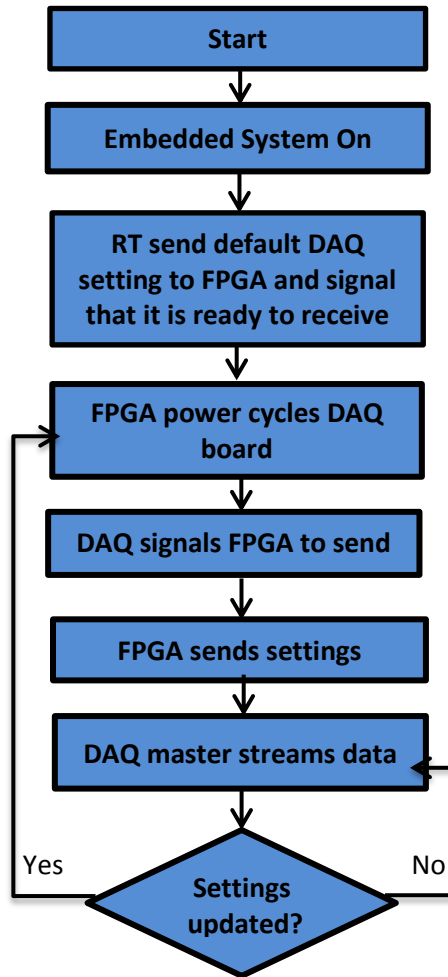 Start
Embedded System On
RT send default DAQ
setting to FPGA and signal
that it is ready to receive
FPGA power cycles DAQ
board
DAQ signals FPGA to send
FPGA sends settings
DAQ master streams data
Yes
No
Settings
updated?